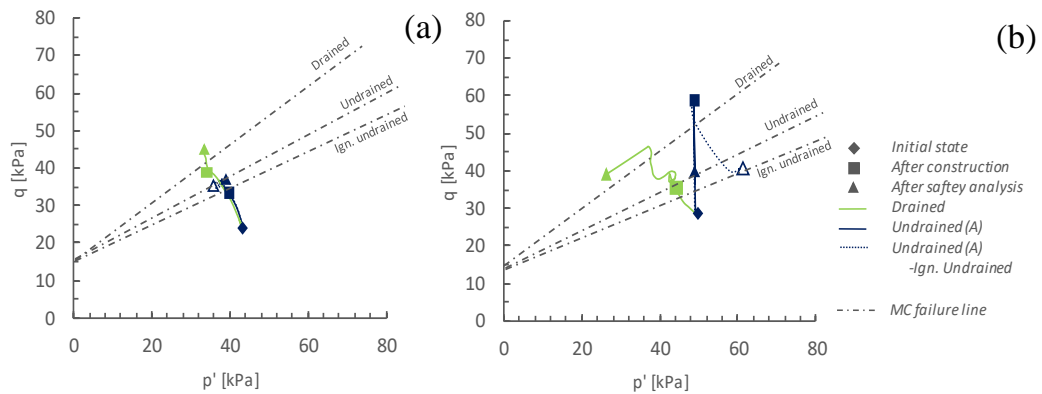 (a)
80
70
60
50
40
30
20
10
0
q [kPa]
0 20 40 60 80
p' [kPa]
Drained
Undrained
Ign. undrained
(b)
80
70
60
50
40
30
20
10
0
q [kPa]
0 20 40 60 80
p' [kPa]
Drained
Undrained
Ign. undrained
Initial state
After construction
After saftey analysis
Drained
Undrained (A)
Undrained (A)
-Ign. Undrained
MC failure line